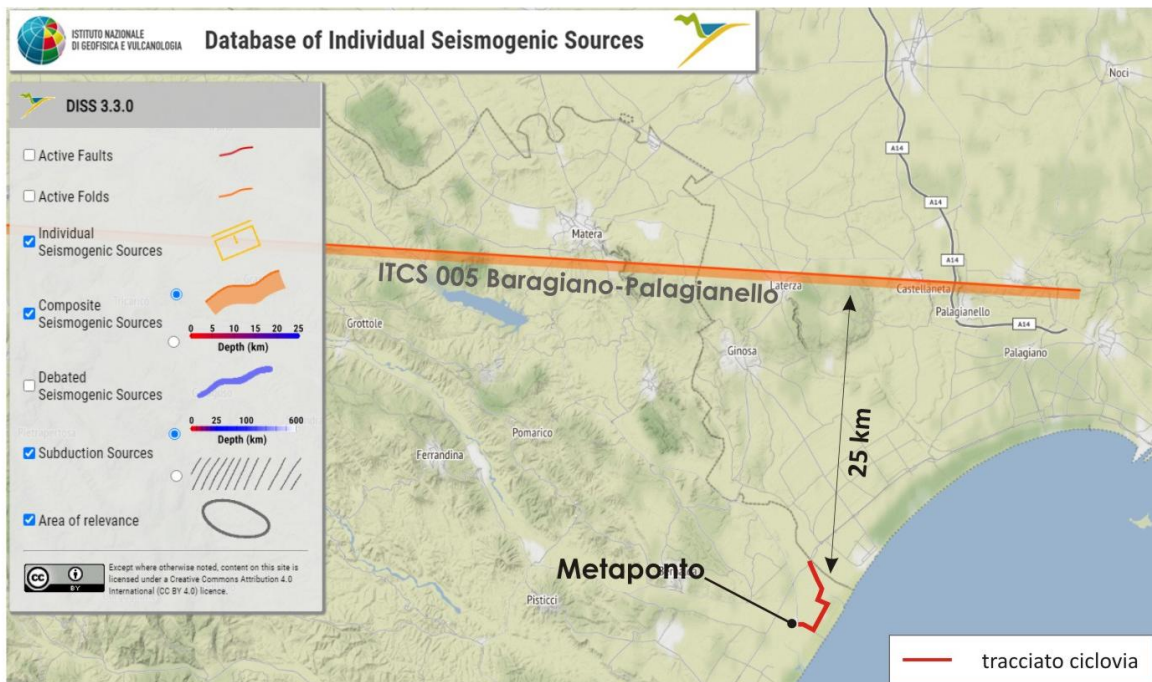 ISTITUTO NAZIONALE
DI GEOFISICA E VULCANOLOGIA
Database of Individual Seismogenic Sources
DISS 3.3.0
Active Faults
Active Folds
Individual
Seismogenic Sources
Composite
Seismogenic Sources
0 5 10 15 20 25
Depth (km)
Debated
Seismogenic Sources
0 25 100 600
Depth (km)
Subduction Sources
Area of relevance
CC BY
Except where otherwise noted, content on this site is
licensed under a Creative Commons Attribution 4.0
International (CC BY 4.0) licence.
Noci
A14
A14
A14
A14
Matera
ITCS 005 Baragiano-Palagianello
Laterza
Castellaneta
Palagianello
Palagiano
Grottole
Ginosa
25 km
Pomarico
Ferrandina
Metaponto
Pisticci
tracciato ciclovia